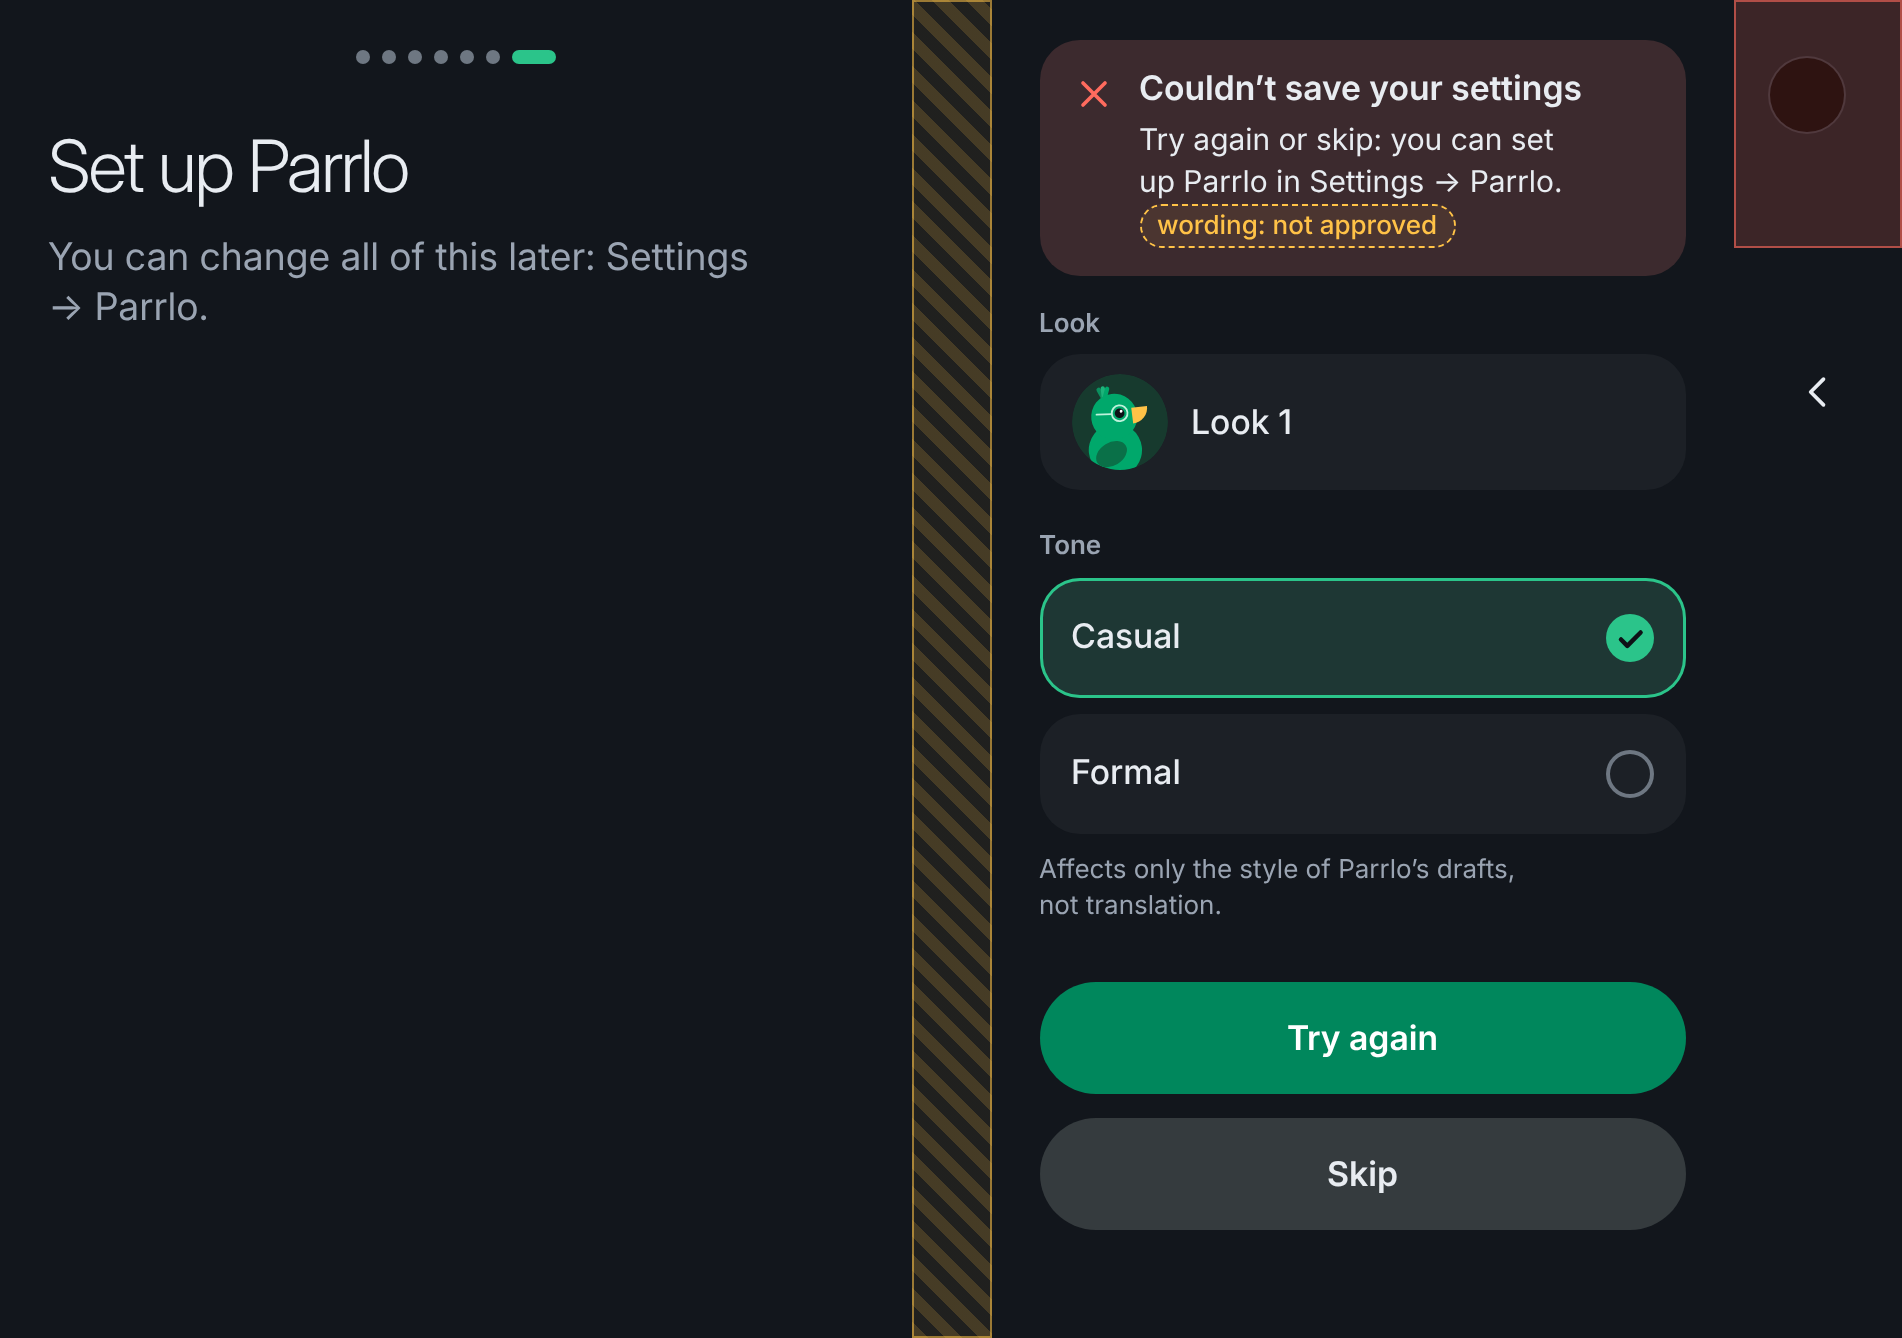 Set up Parrlo
You can change all of this later: Settings
→ Parrlo.
Couldn’t save your settings
Try again or skip: you can set
up Parrlo in Settings → Parrlo.
wording: not approved
Look
Look 1
Tone
Casual
Formal
Affects only the style of Parrlo’s drafts,
not translation.
Try again
Skip